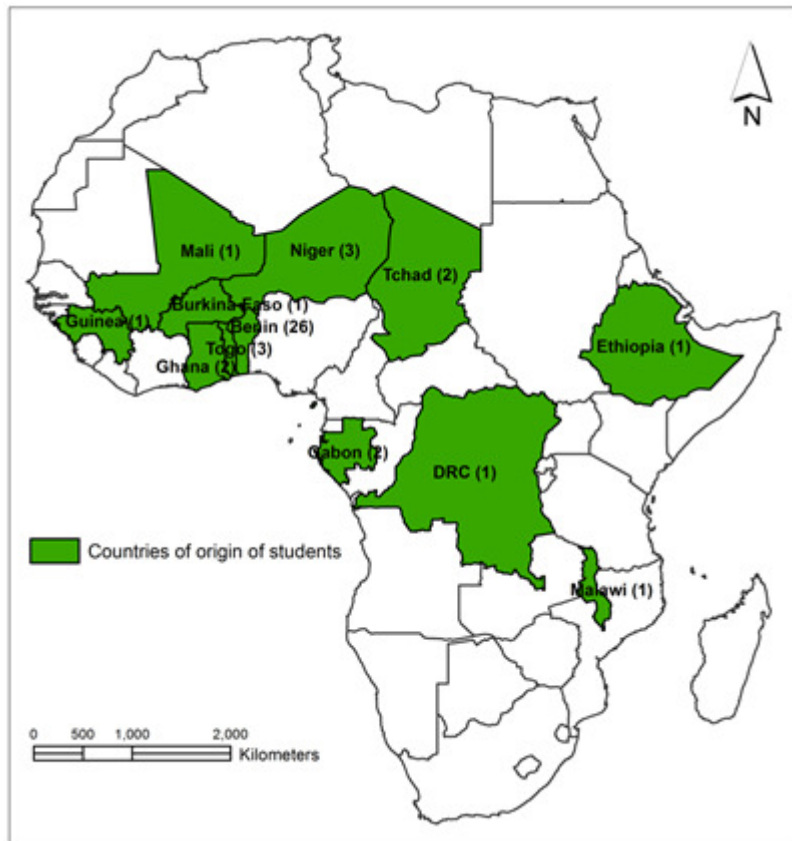 N
Mali (1)
Niger (3)
Tchad (2)
Burkina Faso (1)
Guinea (1)
Benin (26)
Togo (3)
Ghana (2)
Ethiopia (1)
Gabon (2)
DRC (1)
Countries of origin of students
Malawi (1)
0 500 1,000 2,000
Kilometers